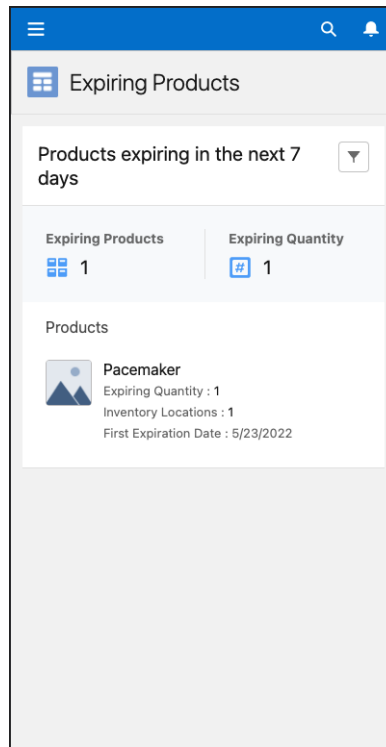 Expiring Products
Products expiring in the next 7
days
Expiring Products
Expiring Quantity
1
# 1
Products
Pacemaker
Expiring Quantity : 1
Inventory Locations : 1
First Expiration Date : 5/23/2022